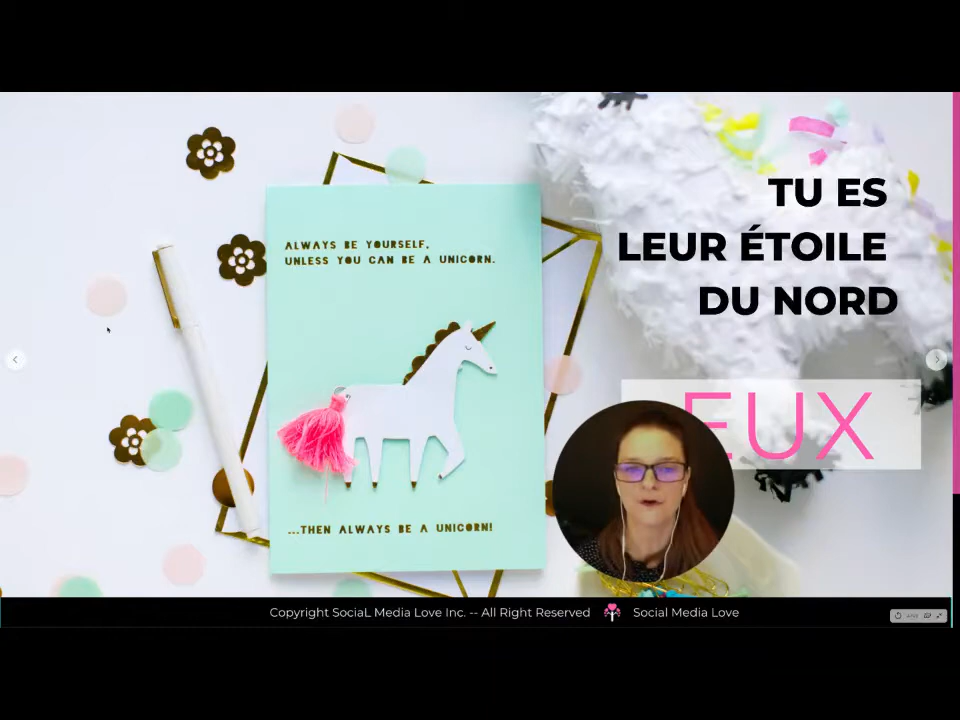 TU ES
LEUR ÉTOILE
DU NORD
ALWAYS BE YOURSELF,
UNLESS YOU CAN BE A UNICORN.
EUX
...THEN ALWAYS BE A UNICORN!
Copyright SociaL Media Love Inc. -- All Right Reserved
Social Media Love